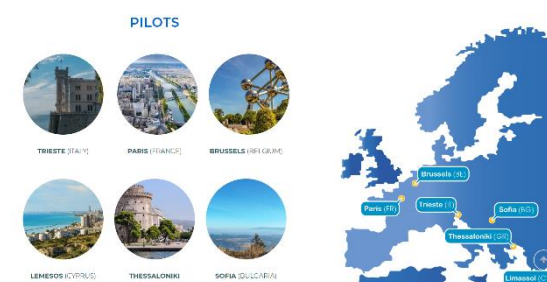 PILOTS
TRIESTE (ITALY)
PARIS (FRANCE)
BRUSSELS (BELGIUM)
LEMESOS (CYPRUS)
THESSALONIKI
SOFIA (BULGARIA)
Brussels (BE)
Paris (FR)
Trieste (IT)
Sofia (BG)
Thessaloniki (GR)
Limassol (C